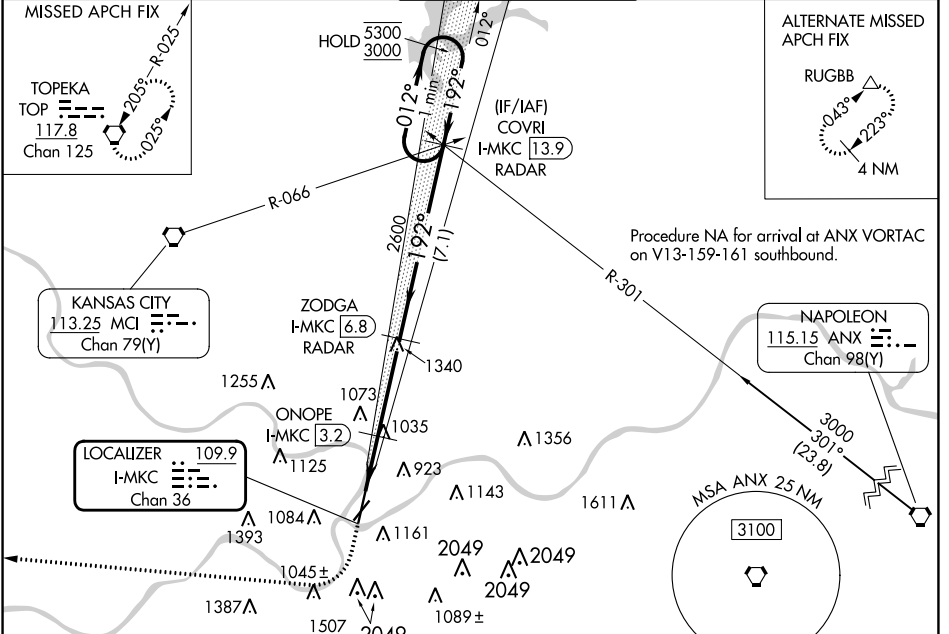 MISSED APCH FIX
R-025
TOPEKA
TOP
117.8
Chan 125
205°
025°
HOLD 5300
3000
012°
1 min
192°
012°
(IF/IAF)
COVRI
I-MKC 13.9
RADAR
ALTERNATE MISSED
APCH FIX
RUGBB
043°
223°
4 NM
R-066
2600
192°
(7.1)
Procedure NA for arrival at ANX VORTAC
on V13-159-161 southbound.
R-301
KANSAS CITY
113.25 MCI
Chan 79(Y)
ZODGA
I-MKC 6.8
RADAR
1340
NAPOLEON
115.15 ANX
Chan 98(Y)
3000
301°
(23.8)
1255
1073
ONOPE
I-MKC 3.2
1035
1356
LOCALIZER 109.9
I-MKC
Chan 36
1125
923
1143
1611
MSA ANX 25 NM
3100
1393
1084
1161
2049
2049
2049
1045±
1387
1507
2049
1089±